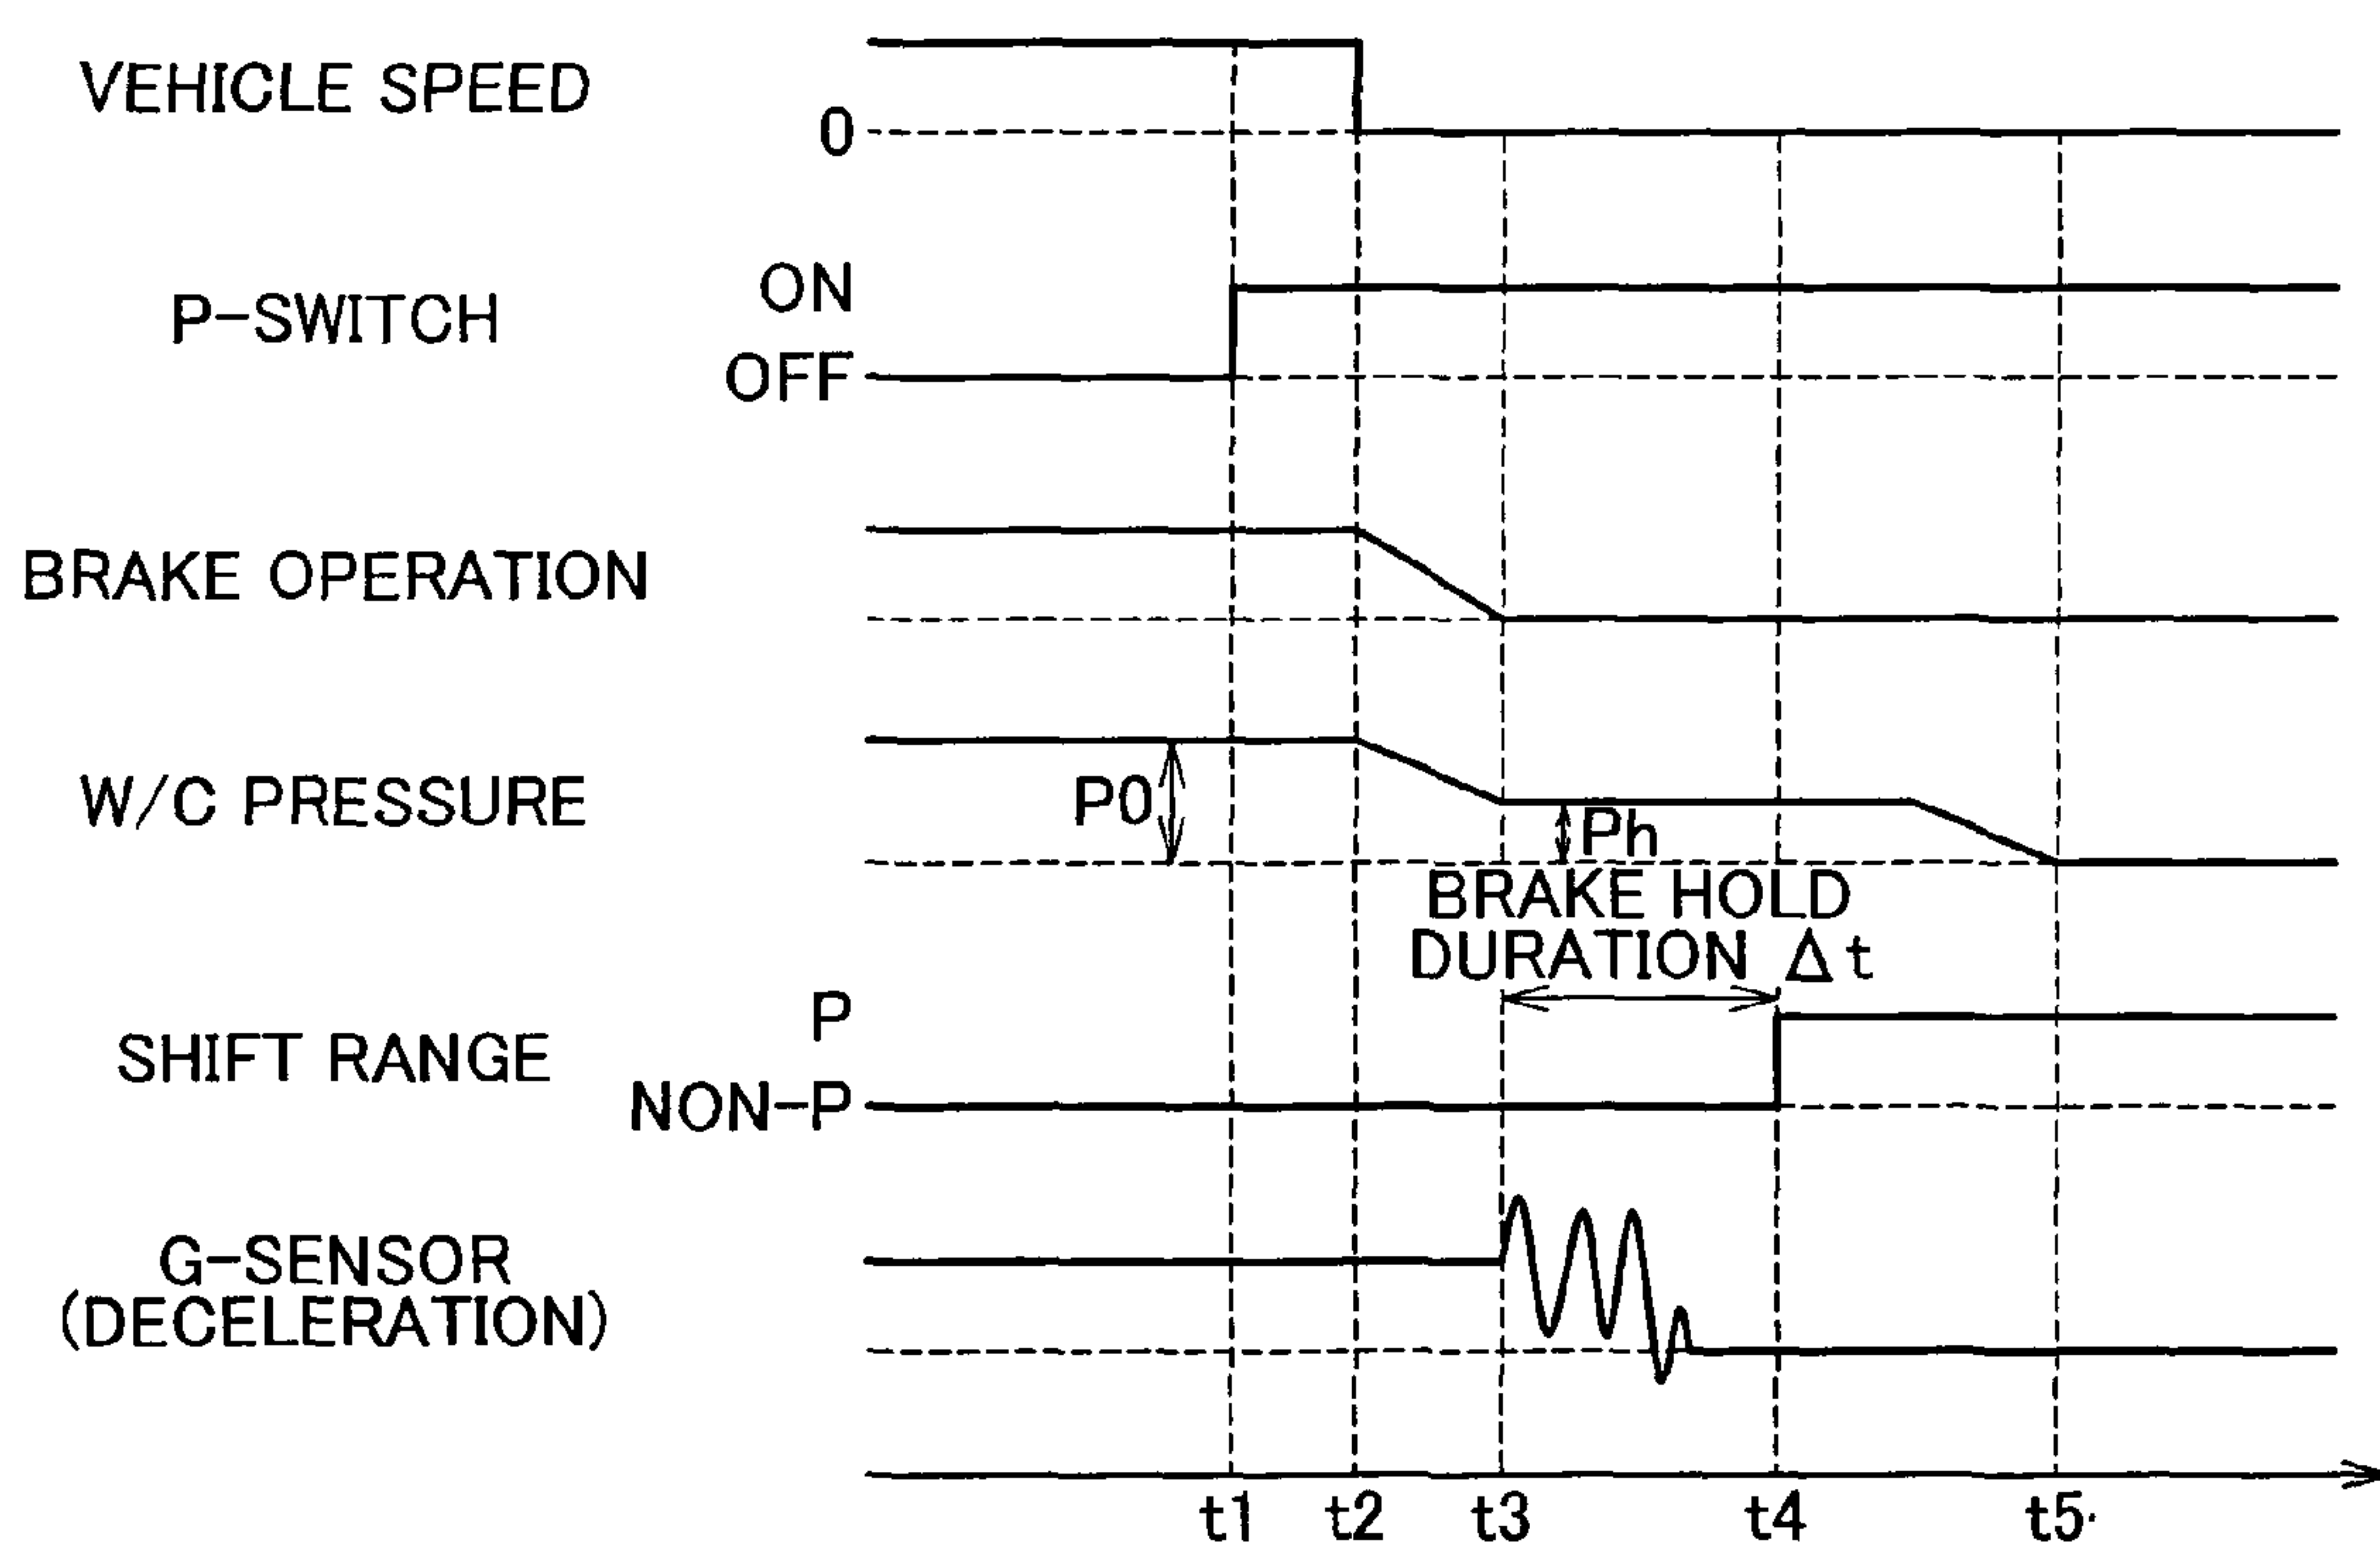 VEHICLE SPEED
0
P-SWITCH
ON
OFF
BRAKE OPERATION
W/C PRESSURE
P0
Ph
BRAKE HOLD
DURATION Δt
SHIFT RANGE
P
NON-P
G-SENSOR
(DECELERATION)
t1 t2 t3 t4 t5